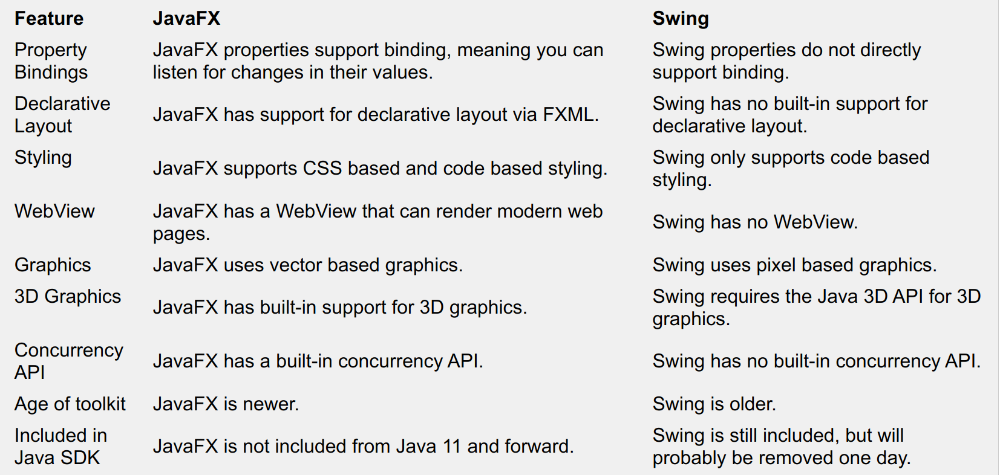 Feature JavaFX Swing
Property Bindings JavaFX properties support binding, meaning you can listen for changes in their values. Swing properties do not directly support binding.
Declarative Layout JavaFX has support for declarative layout via FXML. Swing has no built-in support for declarative layout.
Styling JavaFX supports CSS based and code based styling. Swing only supports code based styling.
WebView JavaFX has a WebView that can render modern web pages. Swing has no WebView.
Graphics JavaFX uses vector based graphics. Swing uses pixel based graphics.
3D Graphics JavaFX has built-in support for 3D graphics. Swing requires the Java 3D API for 3D graphics.
Concurrency API JavaFX has a built-in concurrency API. Swing has no built-in concurrency API.
Age of toolkit JavaFX is newer. Swing is older.
Included in Java SDK JavaFX is not included from Java 11 and forward. Swing is still included, but will probably be removed one day.